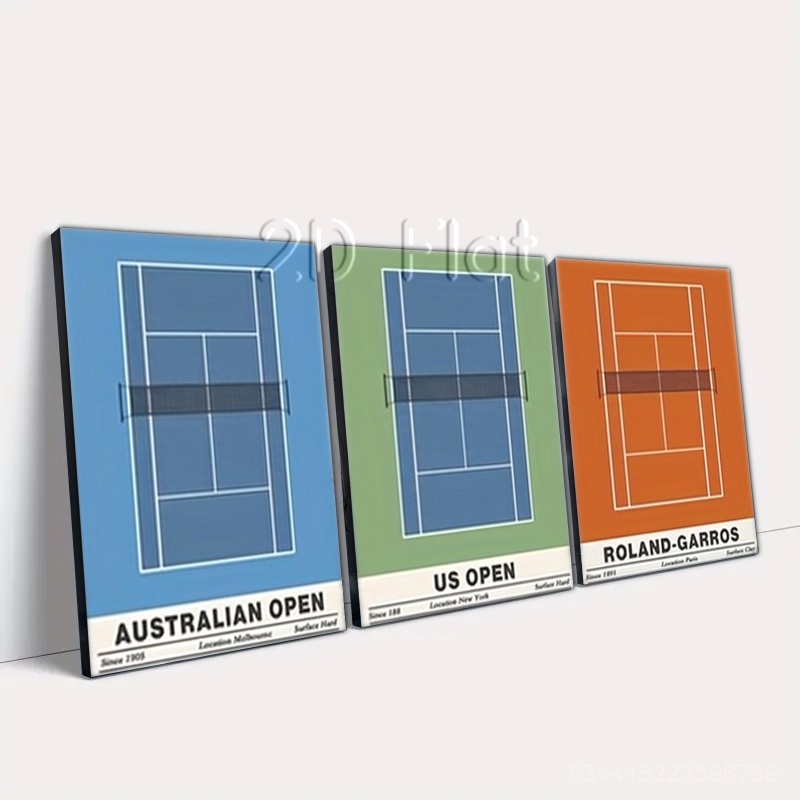 2D Flat
AUSTRALIAN OPEN
Since 1905 Location Melbourne Surface Hard
US OPEN
Since 188 Location New York Surface Hard
ROLAND-GARROS
Since 1891 Location Paris Surface Clay
634418222598799